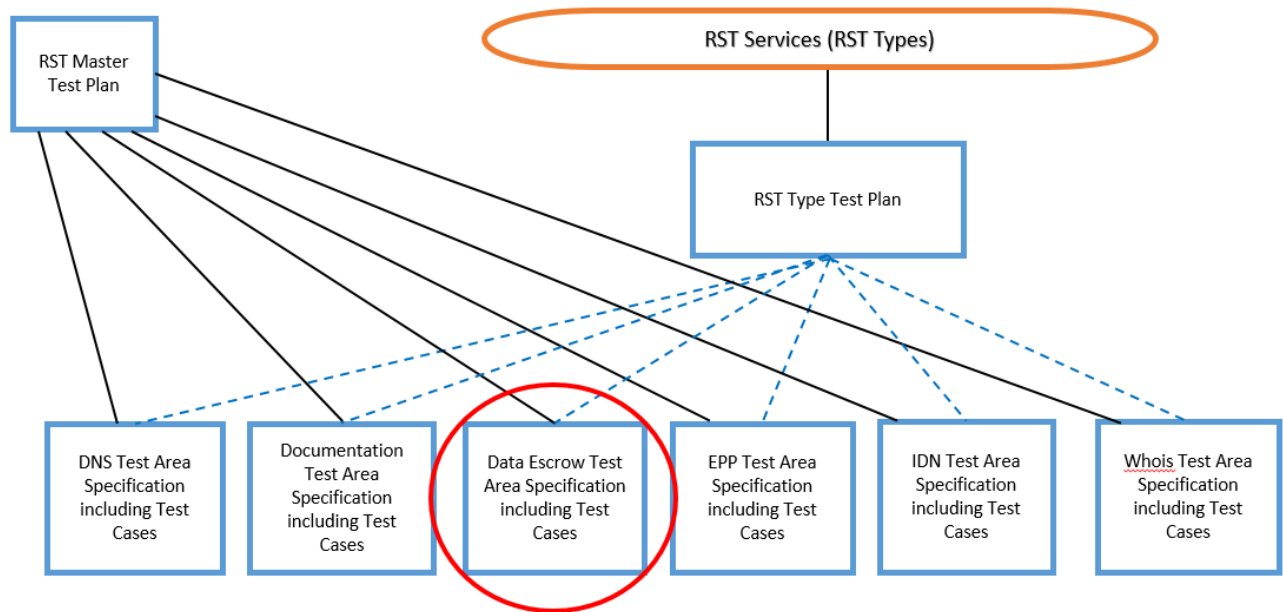 RST Services (RST Types)
RST Master
Test Plan
RST Type Test Plan
DNS Test Area
Specification
including Test
Cases
Documentation
Test Area
Specification
including Test
Cases
Data Escrow Test
Area Specification
including Test
Cases
EPP Test Area
Specification
including Test
Cases
IDN Test Area
Specification
including Test
Cases
Whois Test Area
Specification
including Test
Cases